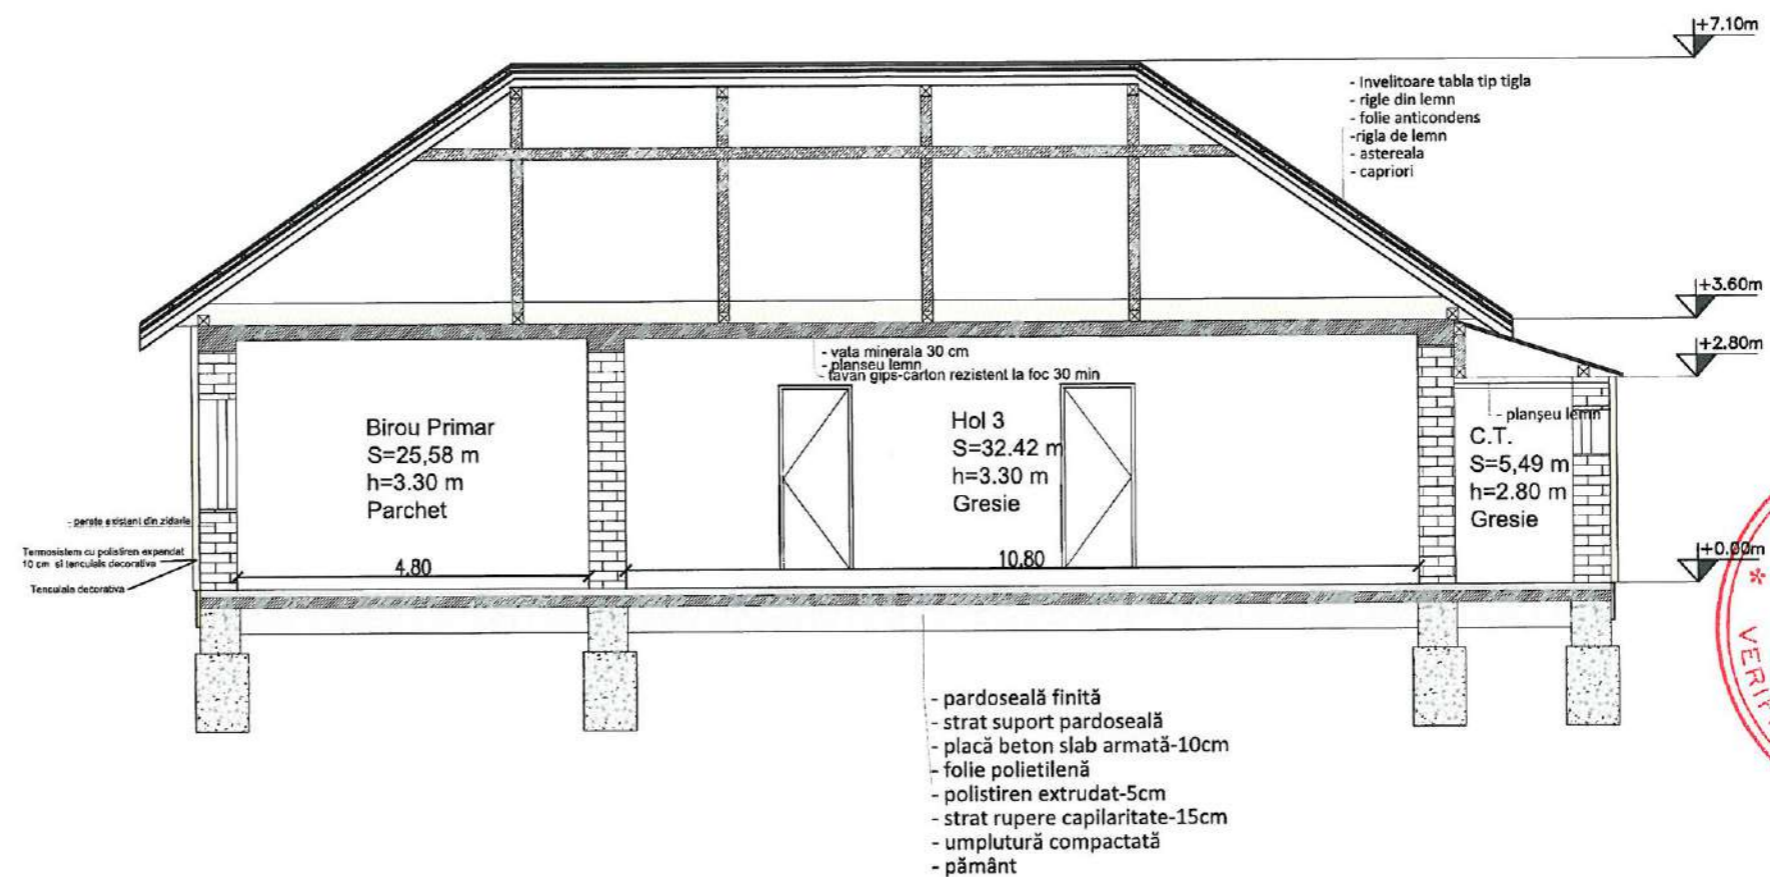 +7.10m
- Invelitoare tabla tip tigla
- rigle din lemn
- folie anticondens
-rigla de lemn
- astereala
- capriori
+3.60m
+2.80m
- vata minerala 30 cm
- planseu lemn
- tavan gips-carton rezistent la foc 30 min
- planşeu lemn
Birou Primar
S=25,58 m
h=3.30 m
Parchet
Hol 3
S=32.42 m
h=3.30 m
Gresie
C.T.
S=5,49 m
h=2.80 m
Gresie
- perete existent din zidarie
Termosistem cu polistiren expandat
10 cm si tencuiala decorativa
Tencuiala decorativa
4.80
10.80
+0.00m
* VERIF
- pardoseală finită
- strat suport pardoseală
- placă beton slab armată-10cm
- folie polietilenă
- polistiren extrudat-5cm
- strat rupere capilaritate-15cm
- umplutură compactată
- pământ